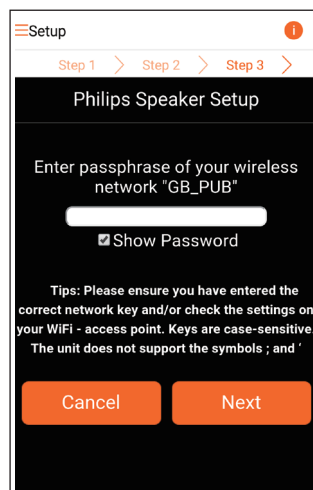 Setup
i
Step 1 Step 2 Step 3
Philips Speaker Setup
Enter passphrase of your wireless
network "GB_PUB"
Show Password
Tips: Please ensure you have entered the
correct network key and/or check the settings on
your WiFi - access point. Keys are case-sensitive.
The unit does not support the symbols ; and ‘
Cancel Next